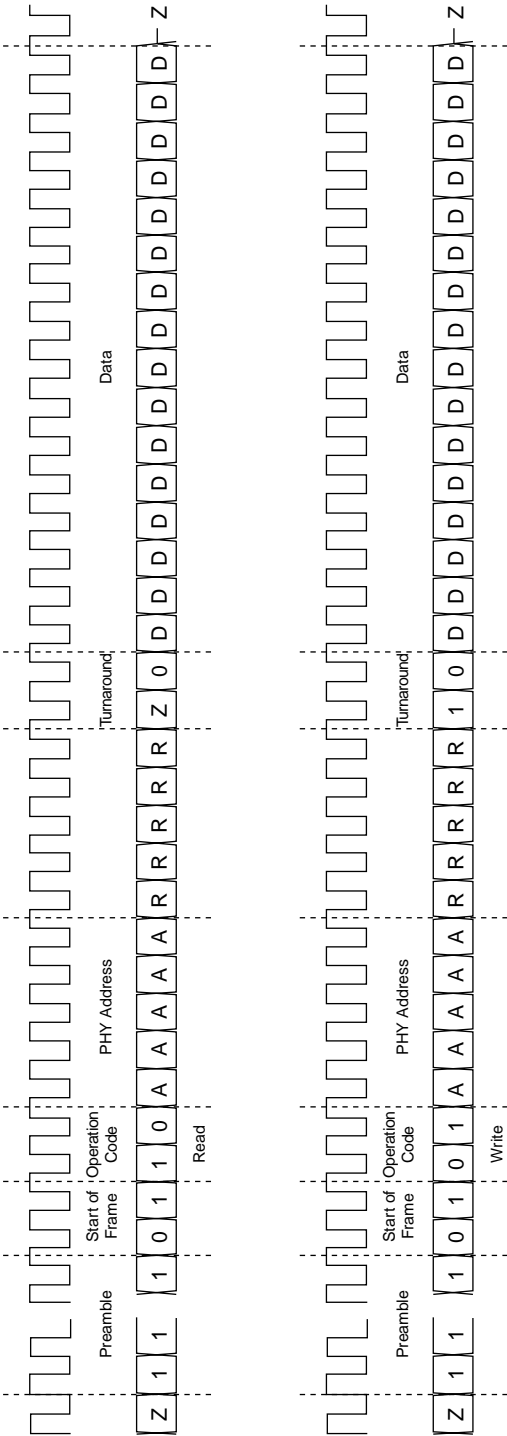 Preamble
Start of
Frame
Operation
Code
PHY Address
Turnaround
Data
Z 1 1 1 0 1 1 0 A A A A A R R R R R Z 0 D D D D D D D D D D D D D D D D Z
Read
Preamble
Start of
Frame
Operation
Code
PHY Address
Turnaround
Data
Z 1 1 1 0 1 0 1 A A A A A R R R R R 1 0 D D D D D D D D D D D D D D D D Z
Write